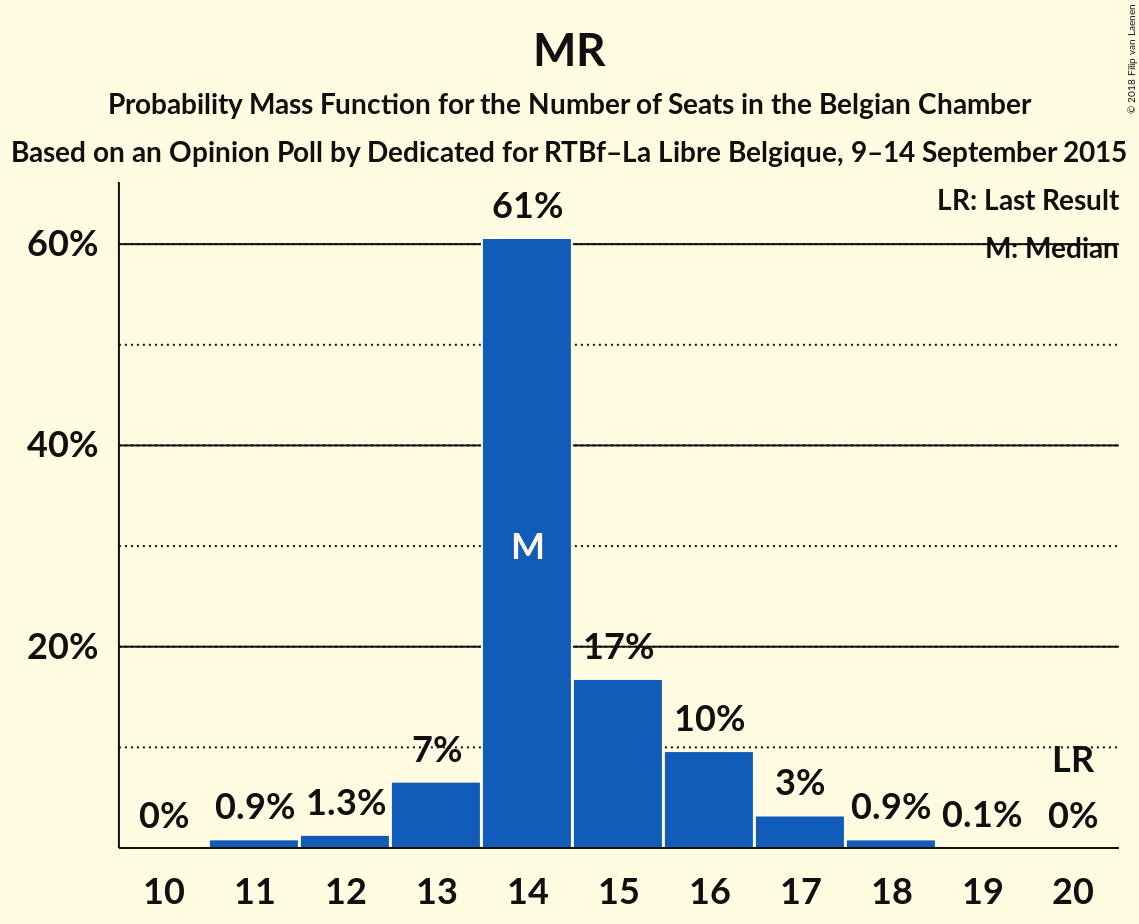 MR
Probability Mass Function for the Number of Seats in the Belgian Chamber
Based on an Opinion Poll by Dedicated for RTBf–La Libre Belgique, 9–14 September 2015
© 2018 Filip van Laenen
LR: Last Result
M: Median
60%
40%
20%
0%
0.9%
1.3%
7%
61%
M
17%
10%
3%
0.9%
0.1%
LR
0%
10 11 12 13 14 15 16 17 18 19 20